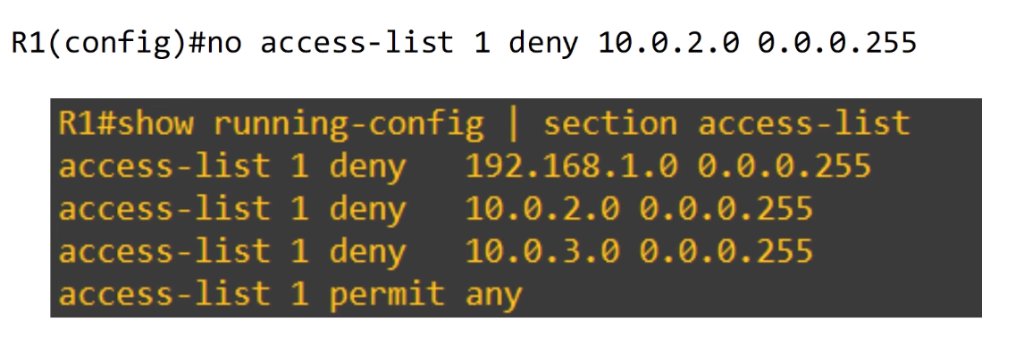 R1(config)#no access-list 1 deny 10.0.2.0 0.0.0.255
R1#show running-config | section access-list
access-list 1 deny   192.168.1.0 0.0.0.255
access-list 1 deny   10.0.2.0 0.0.0.255
access-list 1 deny   10.0.3.0 0.0.0.255
access-list 1 permit any